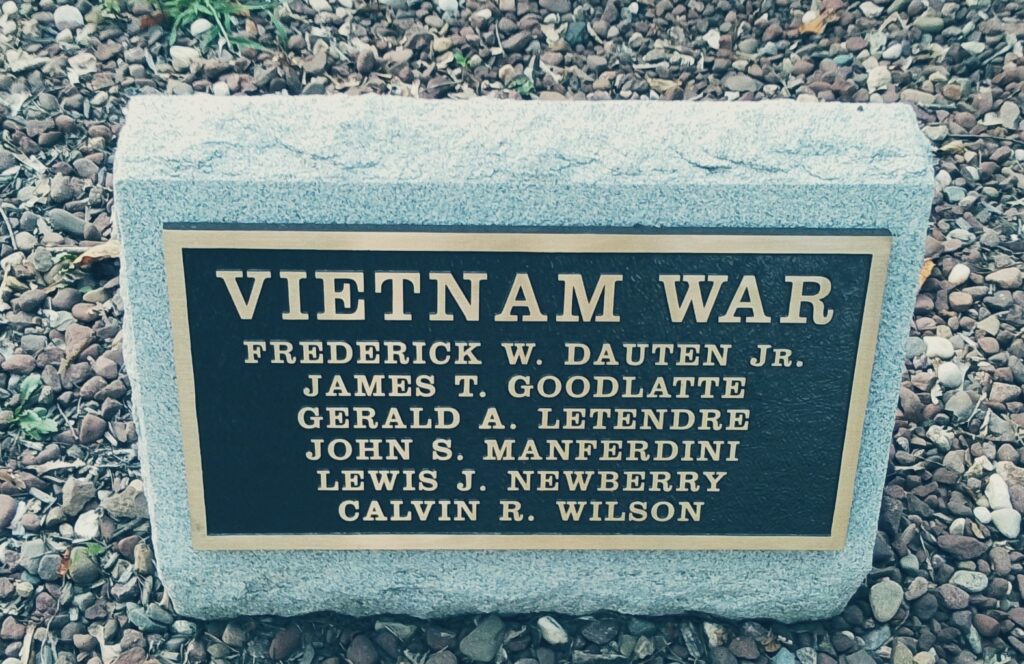 VIETNAM WAR
FREDERICK W. DAUTEN JR.
JAMES T. GOODLATTE
GERALD A. LETENDRE
JOHN S. MANFERDINI
LEWIS J. NEWBERRY
CALVIN R. WILSON